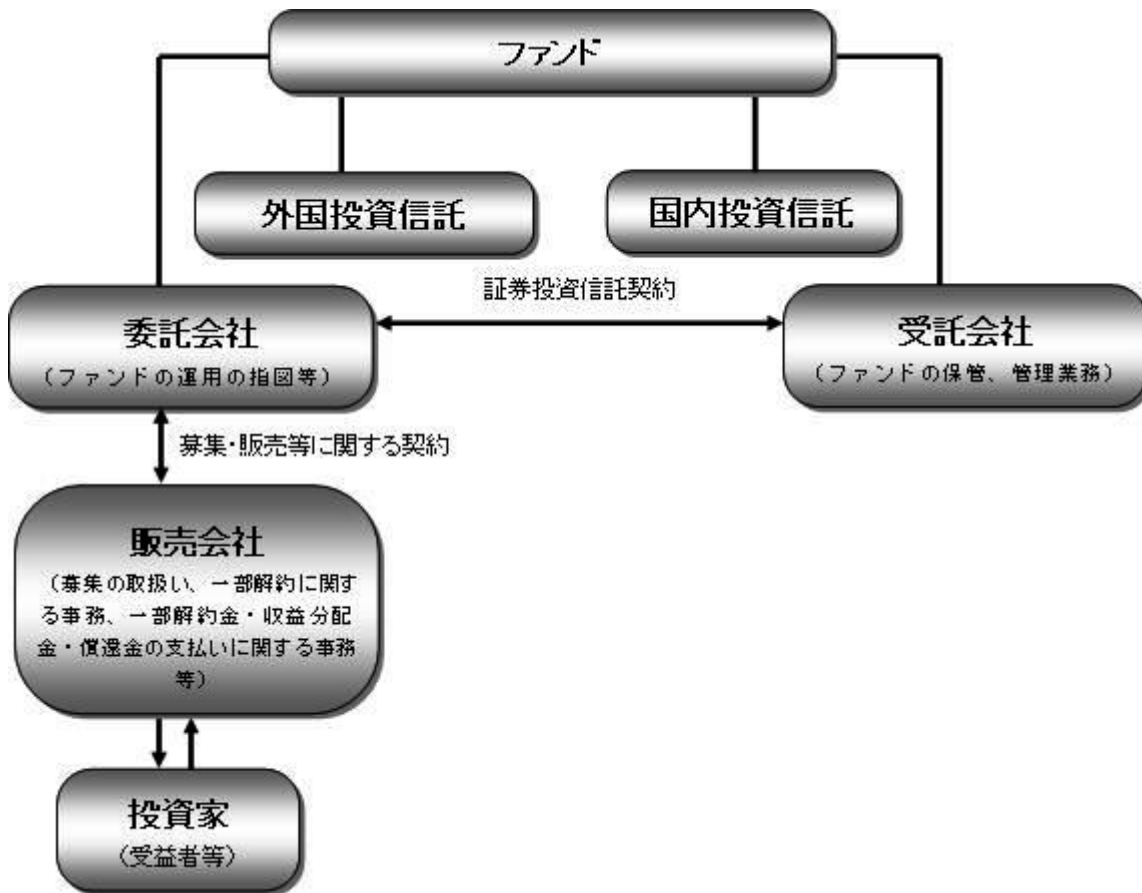 ファンド
外国投資信託
国内投資信託
証券投資信託契約
委託会社
（ファンドの運用の指図等）
受託会社
（ファンドの保管、管理業務）
募集・販売等に関する契約
販売会社
（募集の取扱い、一部解約に関す
る事務、一部解約金・収益分配
金・償還金の支払いに関する事務
等）
投資家
（受益者等）